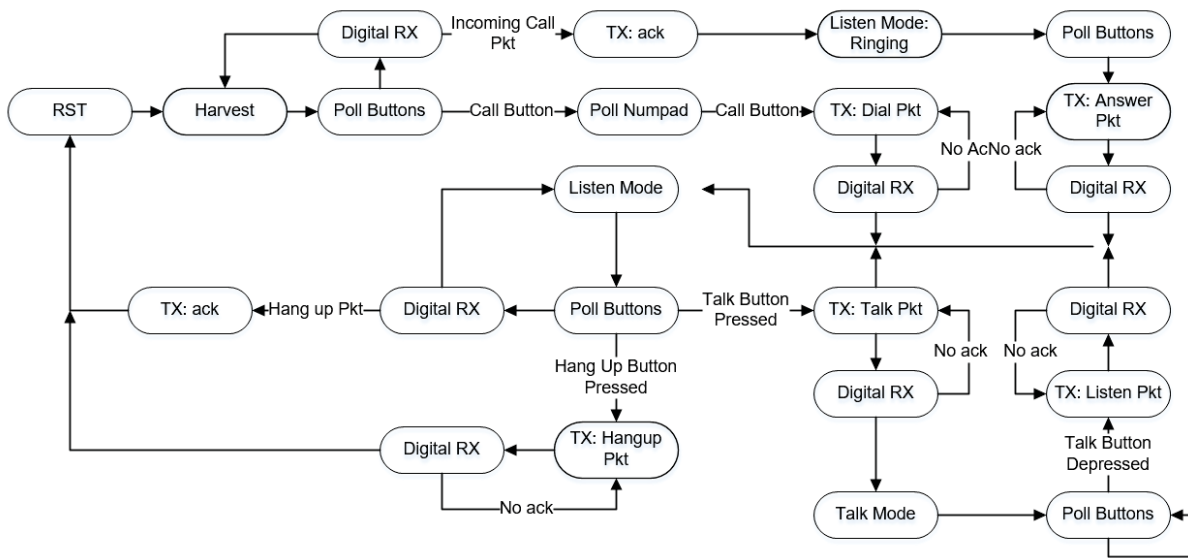 Digital RX
Incoming Call
Pkt
TX: ack
Listen Mode:
Ringing
Poll Buttons
RST
Harvest
Poll Buttons
Call Button
Poll Numpad
Call Button
TX: Dial Pkt
TX: Answer
Pkt
No Ac
No ack
Listen Mode
Digital RX
Digital RX
TX: ack
Hang up Pkt
Digital RX
Poll Buttons
Talk Button
Pressed
TX: Talk Pkt
Digital RX
No ack
No ack
Hang Up Button
Pressed
Digital RX
TX: Listen Pkt
Digital RX
TX: Hangup
Pkt
Talk Button
Depressed
No ack
Talk Mode
Poll Buttons